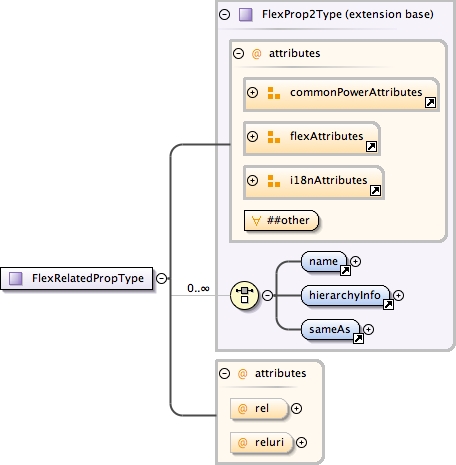 FlexProp2Type (extension base)
@ attributes
commonPowerAttributes
flexAttributes
i18nAttributes
∀ ##other
FlexRelatedPropType
0..∞
name
hierarchyInfo
sameAs
@ attributes
@ rel
@ reluri